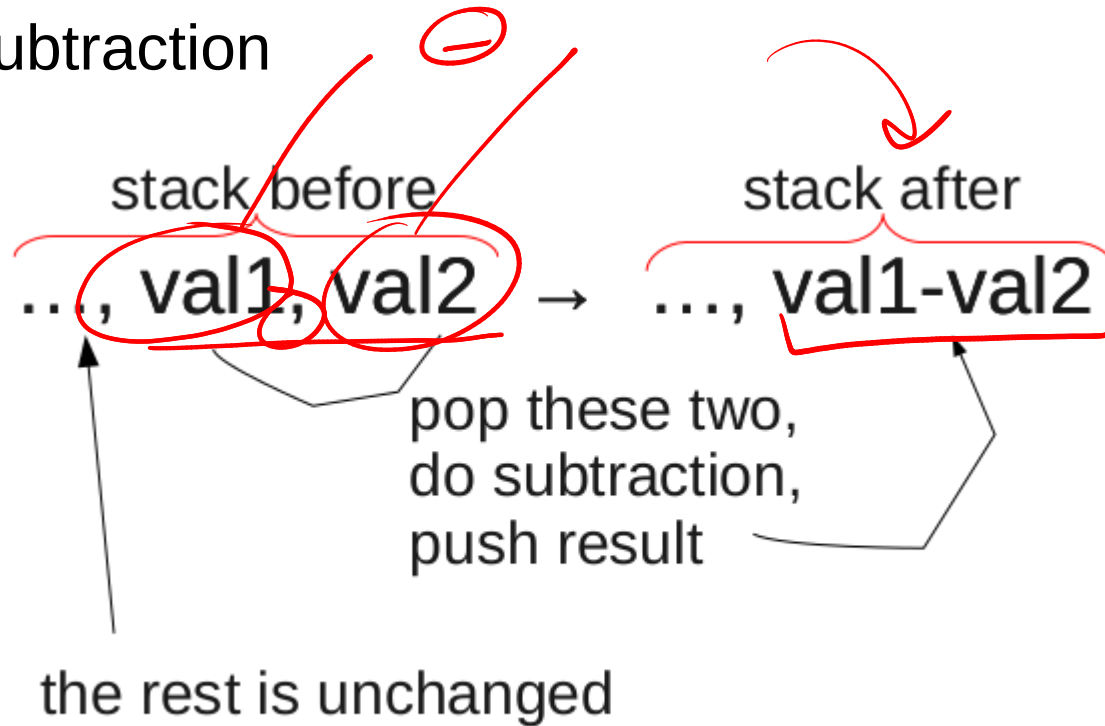 ubtraction
stack before
stack after
..., val1, val2 → ..., val1-val2
pop these two,
do subtraction,
push result
the rest is unchanged